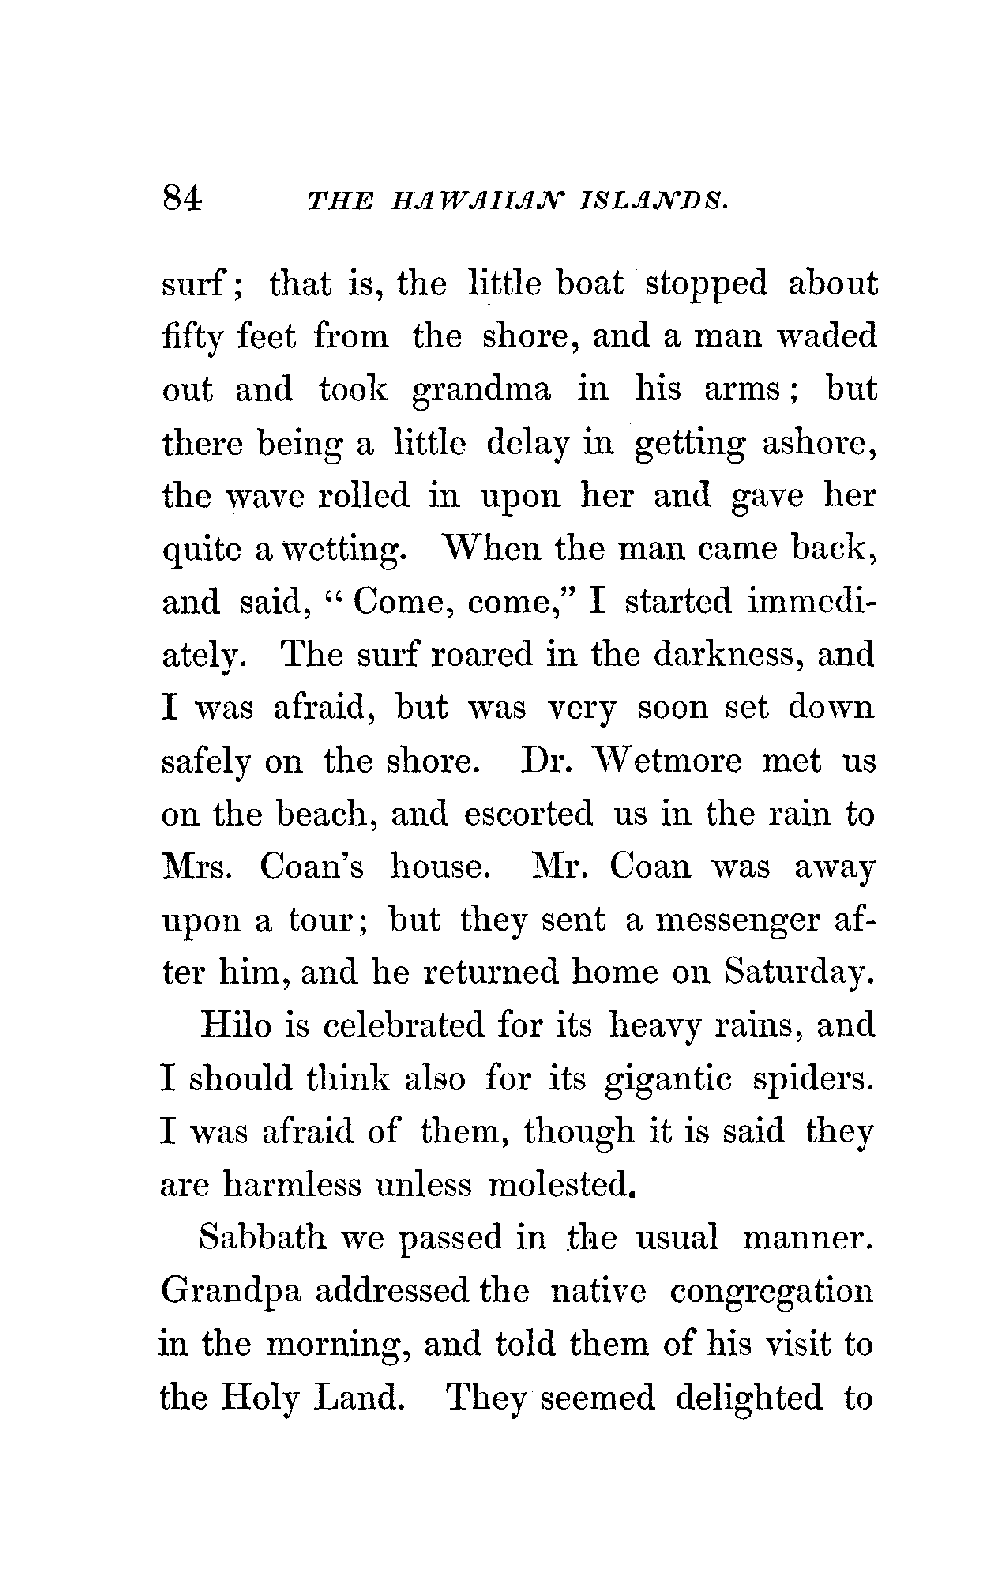 84 THE HAWAIIAN ISLANDS.
surf; that is, the little boat stopped about
fifty feet from the shore, and a man waded
out and took grandma in his arms; but
there being a little delay in getting ashore,
the wave rolled in upon her and gave her
quite a wetting. When the man came back,
and said, “Come, come,” I started immedi-
ately. The surf roared in the darkness, and
I was afraid, but was very soon set down
safely on the shore. Dr. Wetmore met us
on the beach, and escorted us in the rain to
Mrs. Coan's house. Mr. Coan was away
upon a tour; but they sent a messenger af-
ter him, and he returned home on Saturday.
Hilo is celebrated for its heavy rains, and
I should think also for its gigantic spiders.
I was afraid of them, though it is said they
are harmless unless molested.
Sabbath we passed in the usual manner.
Grandpa addressed the native congregation
in the morning, and told them of his visit to
the Holy Land. They seemed delighted to